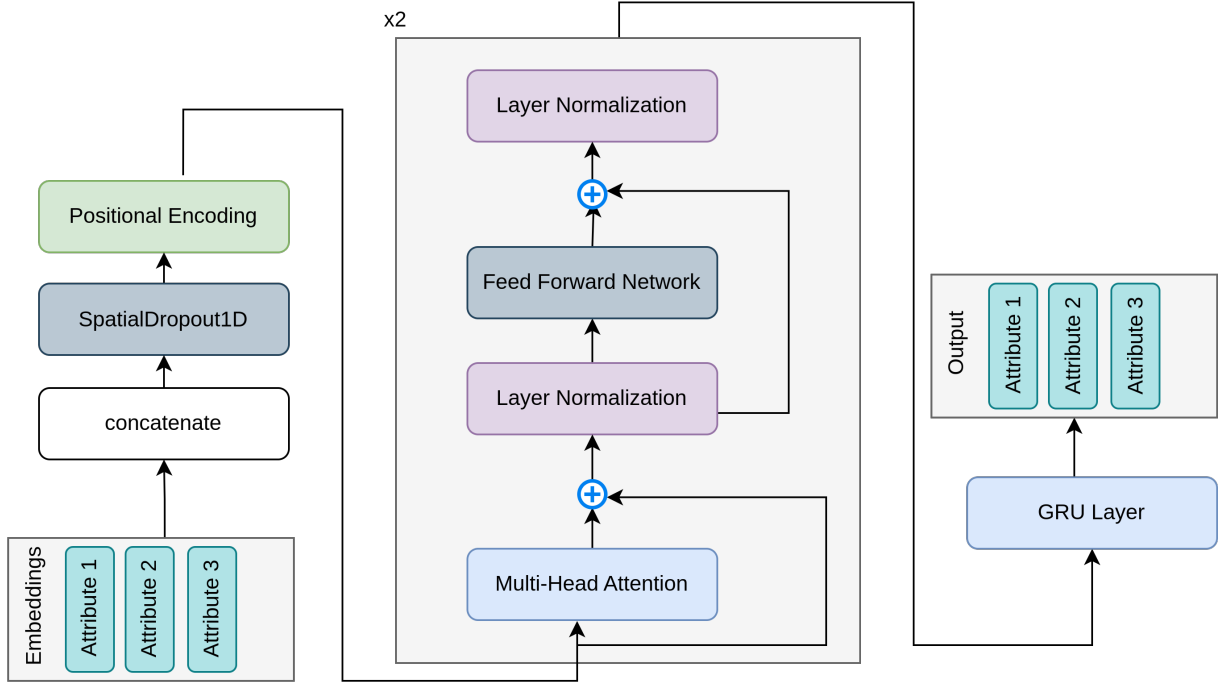 x2
Positional Encoding
SpatialDropout1D
concatenate
Embeddings
Attribute 1
Attribute 2
Attribute 3
Layer Normalization
Feed Forward Network
Layer Normalization
Multi-Head Attention
Output
Attribute 1
Attribute 2
Attribute 3
GRU Layer